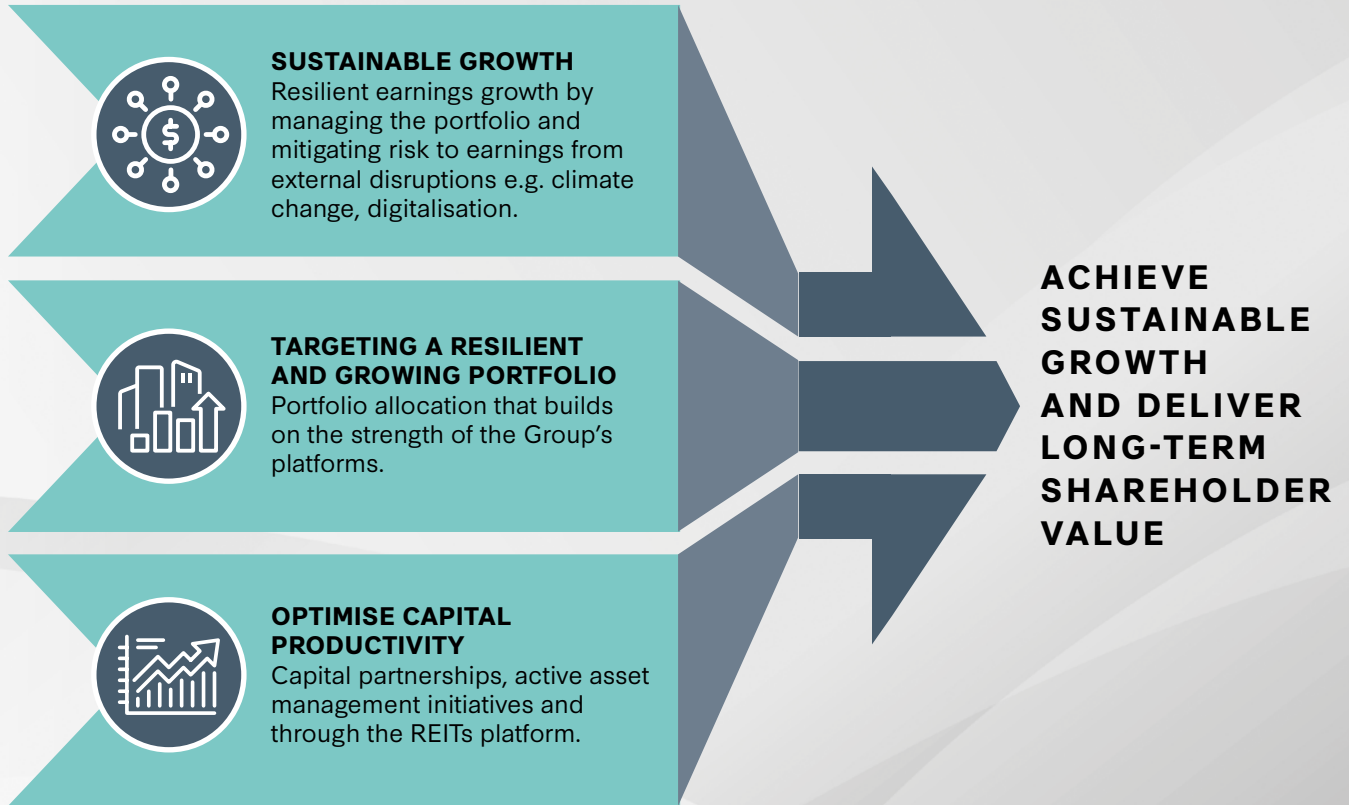 SUSTAINABLE GROWTH
Resilient earnings growth by
managing the portfolio and
mitigating risk to earnings from
external disruptions e.g. climate
change, digitalisation.
TARGETING A RESILIENT
AND GROWING PORTFOLIO
Portfolio allocation that builds
on the strength of the Group’s
platforms.
OPTIMISE CAPITAL
PRODUCTIVITY
Capital partnerships, active asset
management initiatives and
through the REITs platform.
ACHIEVE
SUSTAINABLE
GROWTH
AND DELIVER
LONG-TERM
SHAREHOLDER
VALUE